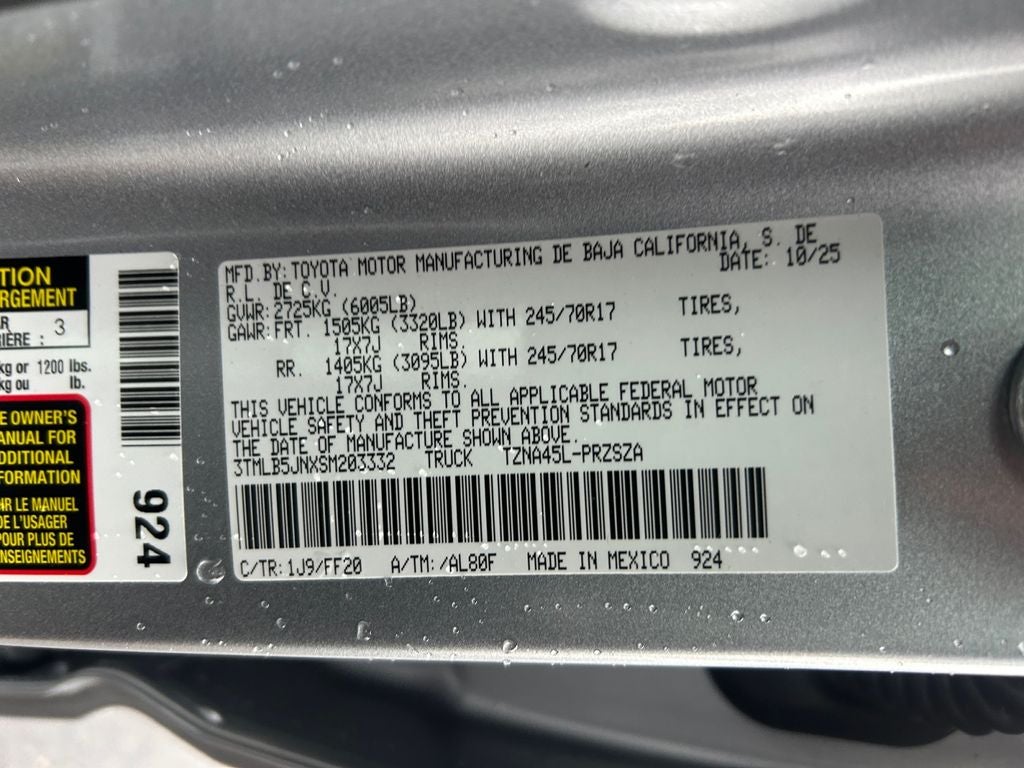 TION
RGEMENT
AR
RIÈRE : 3
kg or 1200 lbs.
kg ou lb.
E OWNER'S
ANUAL FOR
DDITIONAL
FORMATION
R LE MANUEL
DE L'USAGER
POUR PLUS DE
NSEIGNEMENTS
924
MFD.BY: TOYOTA MOTOR MANUFACTURING DE BAJA CALIFORNIA, S. DE
R.L. DE C.V. DATE: 10/25
GVWR: 2725KG (6005LB)
GAWR: FRT. 1505KG (3320LB) WITH 245/70R17 TIRES,
17X7J RIMS.
RR. 1405KG (3095LB) WITH 245/70R17 TIRES,
17X7J RIMS.
THIS VEHICLE CONFORMS TO ALL APPLICABLE FEDERAL MOTOR
VEHICLE SAFETY AND THEFT PREVENTION STANDARDS IN EFFECT ON
THE DATE OF MANUFACTURE SHOWN ABOVE.
3TMLB5JNXSM203332 TRUCK TZNA45L-PRZSZA
C/TR: 1J9/FF20 A/TM: /AL80F MADE IN MEXICO 924